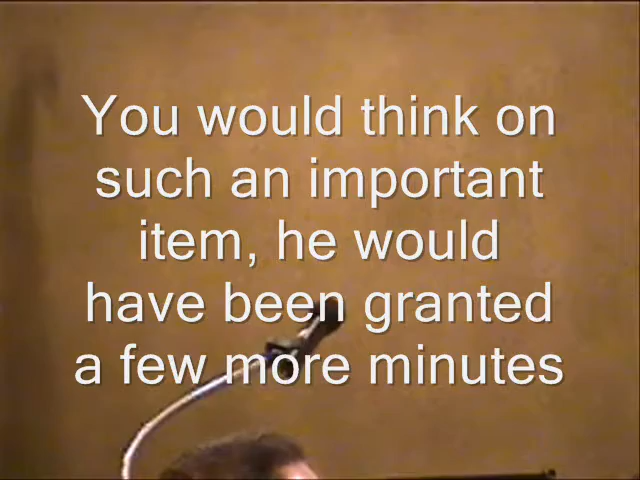 You would think on
such an important
item, he would
have been granted
a few more minutes